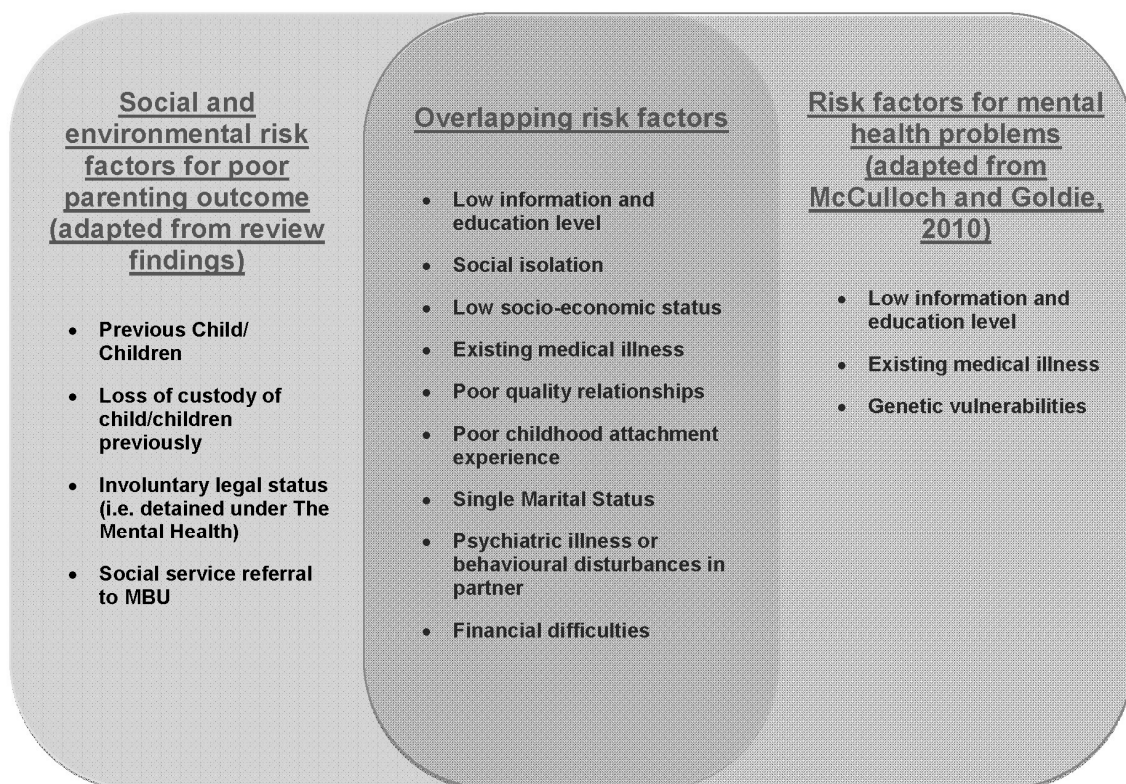 Social and
environmental risk
factors for poor
parenting outcome
(adapted from review
findings)
• Previous Child/
Children
• Loss of custody of
child/children
previously
• Involuntary legal status
(i.e. detained under The
Mental Health)
• Social service referral
to MBU
Overlapping risk factors
• Low information and
education level
• Social isolation
• Low socio-economic status
• Existing medical illness
• Poor quality relationships
• Poor childhood attachment
experience
• Single Marital Status
• Psychiatric illness or
behavioural disturbances in
partner
• Financial difficulties
Risk factors for mental
health problems
(adapted from
McCulloch and Goldie,
2010)
• Low information and
education level
• Existing medical illness
• Genetic vulnerabilities